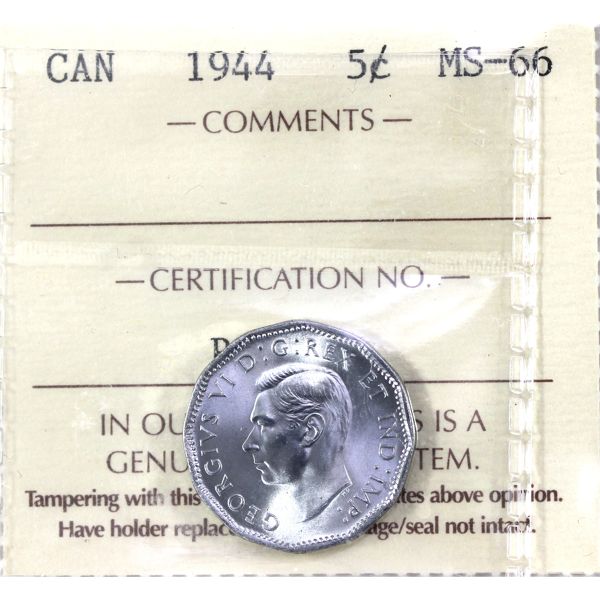 CAN 1944 5¢ MS-66
— COMMENTS —
— CERTIFICATION NO. —
GEORGIVS VI D:G:REX ET IND:IMP:
IN OU S IS A
GENU TEM.
Tampering with this tes above opinion.
Have holder replac age/seal not intact.